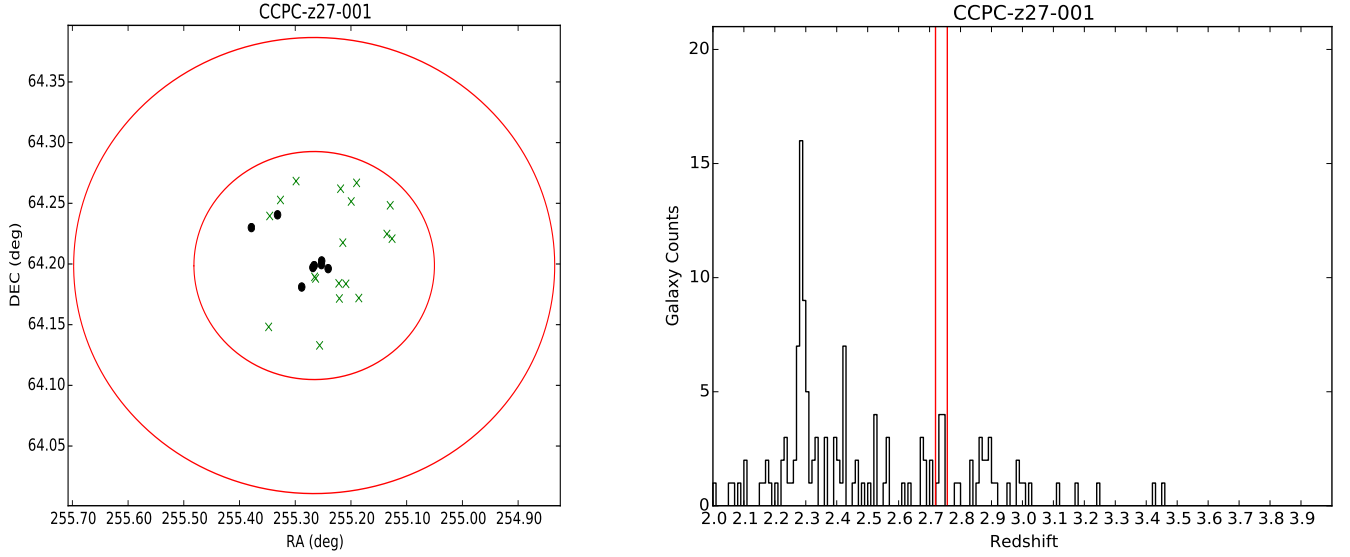 CCPC-z27-001
64.35
64.30
64.25
64.20
64.15
64.10
64.05
DEC (deg)
255.70 255.60 255.50 255.40 255.30 255.20 255.10 255.00 254.90
RA (deg)
CCPC-z27-001
20
15
10
5
0
Galaxy Counts
2.0 2.1 2.2 2.3 2.4 2.5 2.6 2.7 2.8 2.9 3.0 3.1 3.2 3.3 3.4 3.5 3.6 3.7 3.8 3.9
Redshift